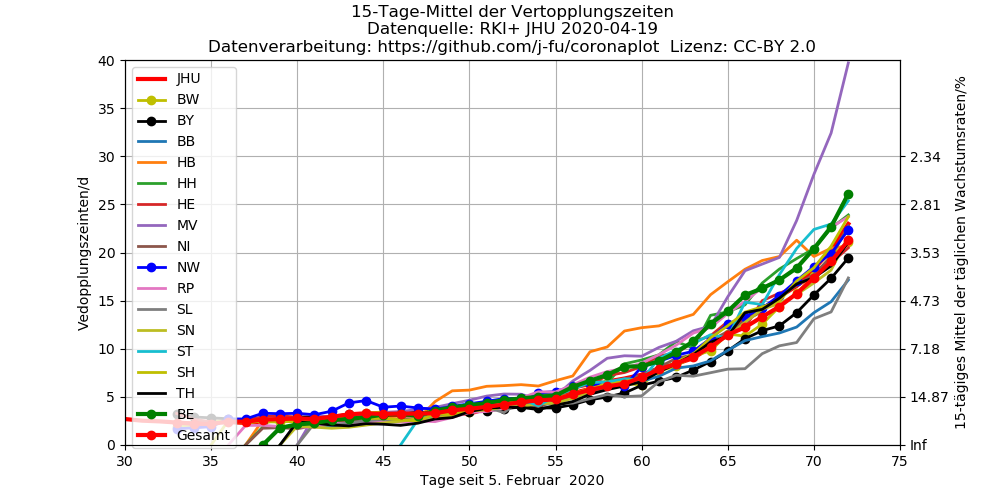 15-Tage-Mittel der Vertopplungszeiten
Datenquelle: RKI+ JHU 2020-04-19
Datenverarbeitung: https://github.com/j-fu/coronaplot  Lizenz: CC-BY 2.0
Vedopplungszeinten/d
40
35
30
25
20
15
10
5
0
JHU
BW
BY
BB
HB
HH
HE
MV
NI
NW
RP
SL
SN
ST
SH
TH
BE
Gesamt
2.34
2.81
3.53
4.73
7.18
14.87
Inf
15-tägiges Mittel der täglichen Wachstumsraten/%
30 35 40 45 50 55 60 65 70 75
Tage seit 5. Februar  2020